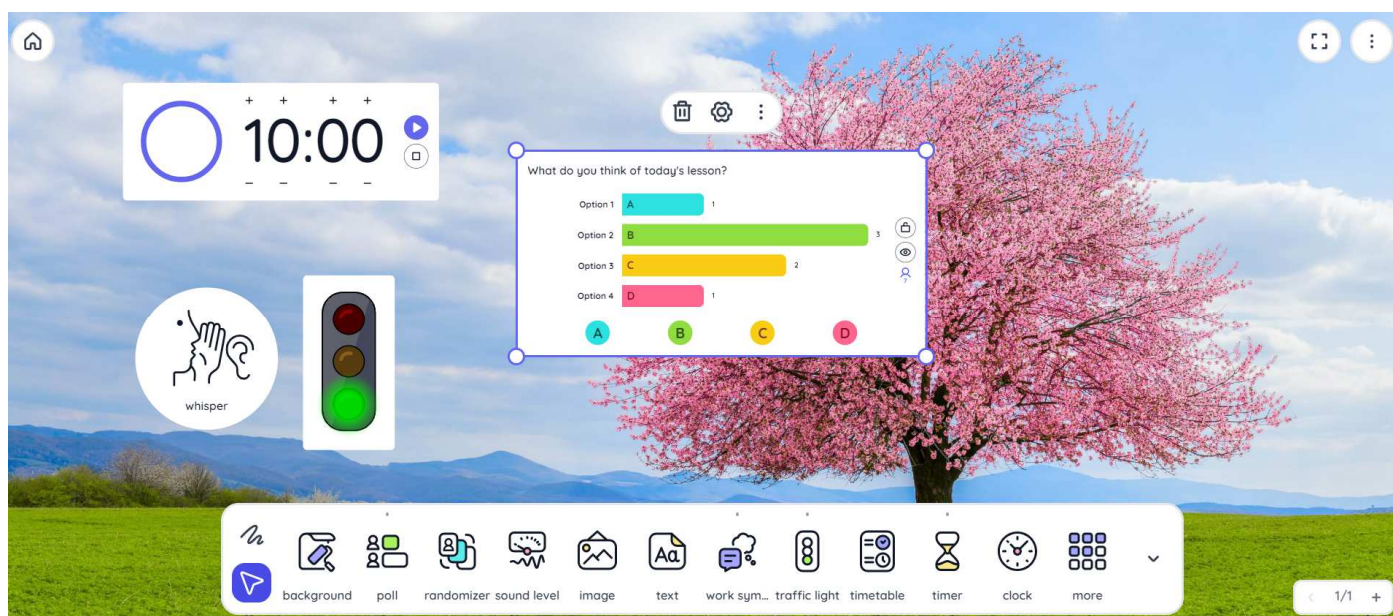 + + + +
10:00
− − − −
What do you think of today's lesson?
Option 1 A 1
Option 2 B 3
Option 3 C 2
Option 4 D 1
7
A B C D
whisper
background poll randomizer sound level image text work sym... traffic light timetable timer clock more
Aa
< 1/1 +